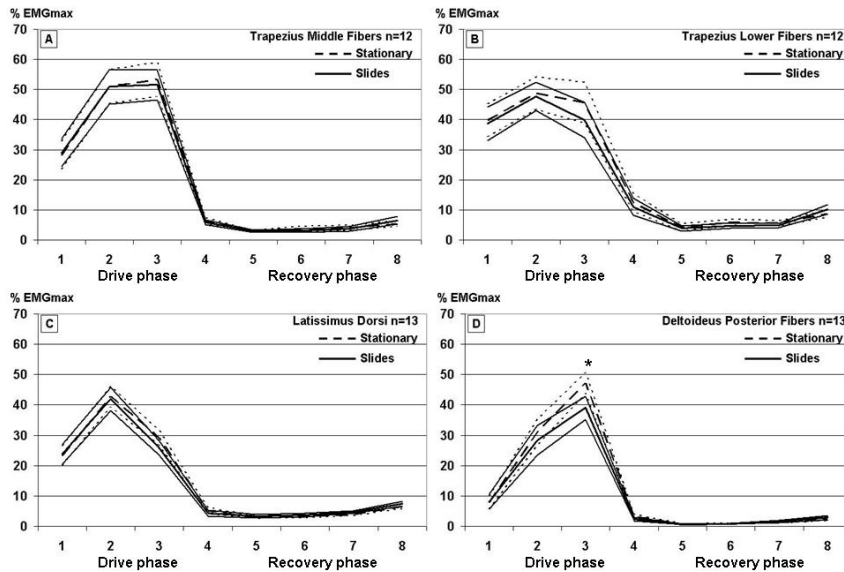 % EMGmax
70
60
50
40
30
20
10
0
A
Trapezius Middle Fibers n=12
Stationary
Slides
1 2 3 4 5 6 7 8
Drive phase Recovery phase
% EMGmax
70
60
50
40
30
20
10
0
B
Trapezius Lower Fibers n=12
Stationary
Slides
1 2 3 4 5 6 7 8
Drive phase Recovery phase
% EMGmax
70
60
50
40
30
20
10
0
C
Latissimus Dorsi n=13
Stationary
Slides
1 2 3 4 5 6 7 8
Drive phase Recovery phase
% EMGmax
70
60
50
40
30
20
10
0
D
Deltoideus Posterior Fibers n=13
Stationary
Slides
*
1 2 3 4 5 6 7 8
Drive phase Recovery phase